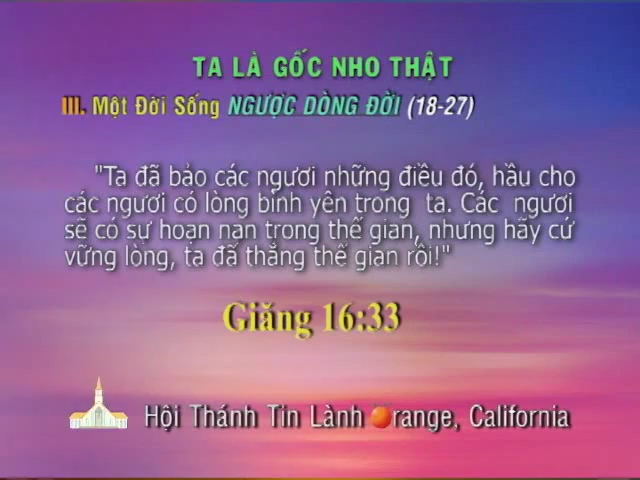 TA LÀ GỐC NHO THẬT
III. Một Đời Sống NGƯỢC DÒNG ĐỜI (18-27)
"Ta đã bảo các ngươi những điều đó, hầu cho
các ngươi có lòng bình yên trong ta. Các ngươi
sẽ có sự hoạn nạn trong thế gian, nhưng hãy cứ
vững lòng, ta đã thắng thế gian rồi!"
Giăng 16:33
Hội Thánh Tin Lành Orange, California